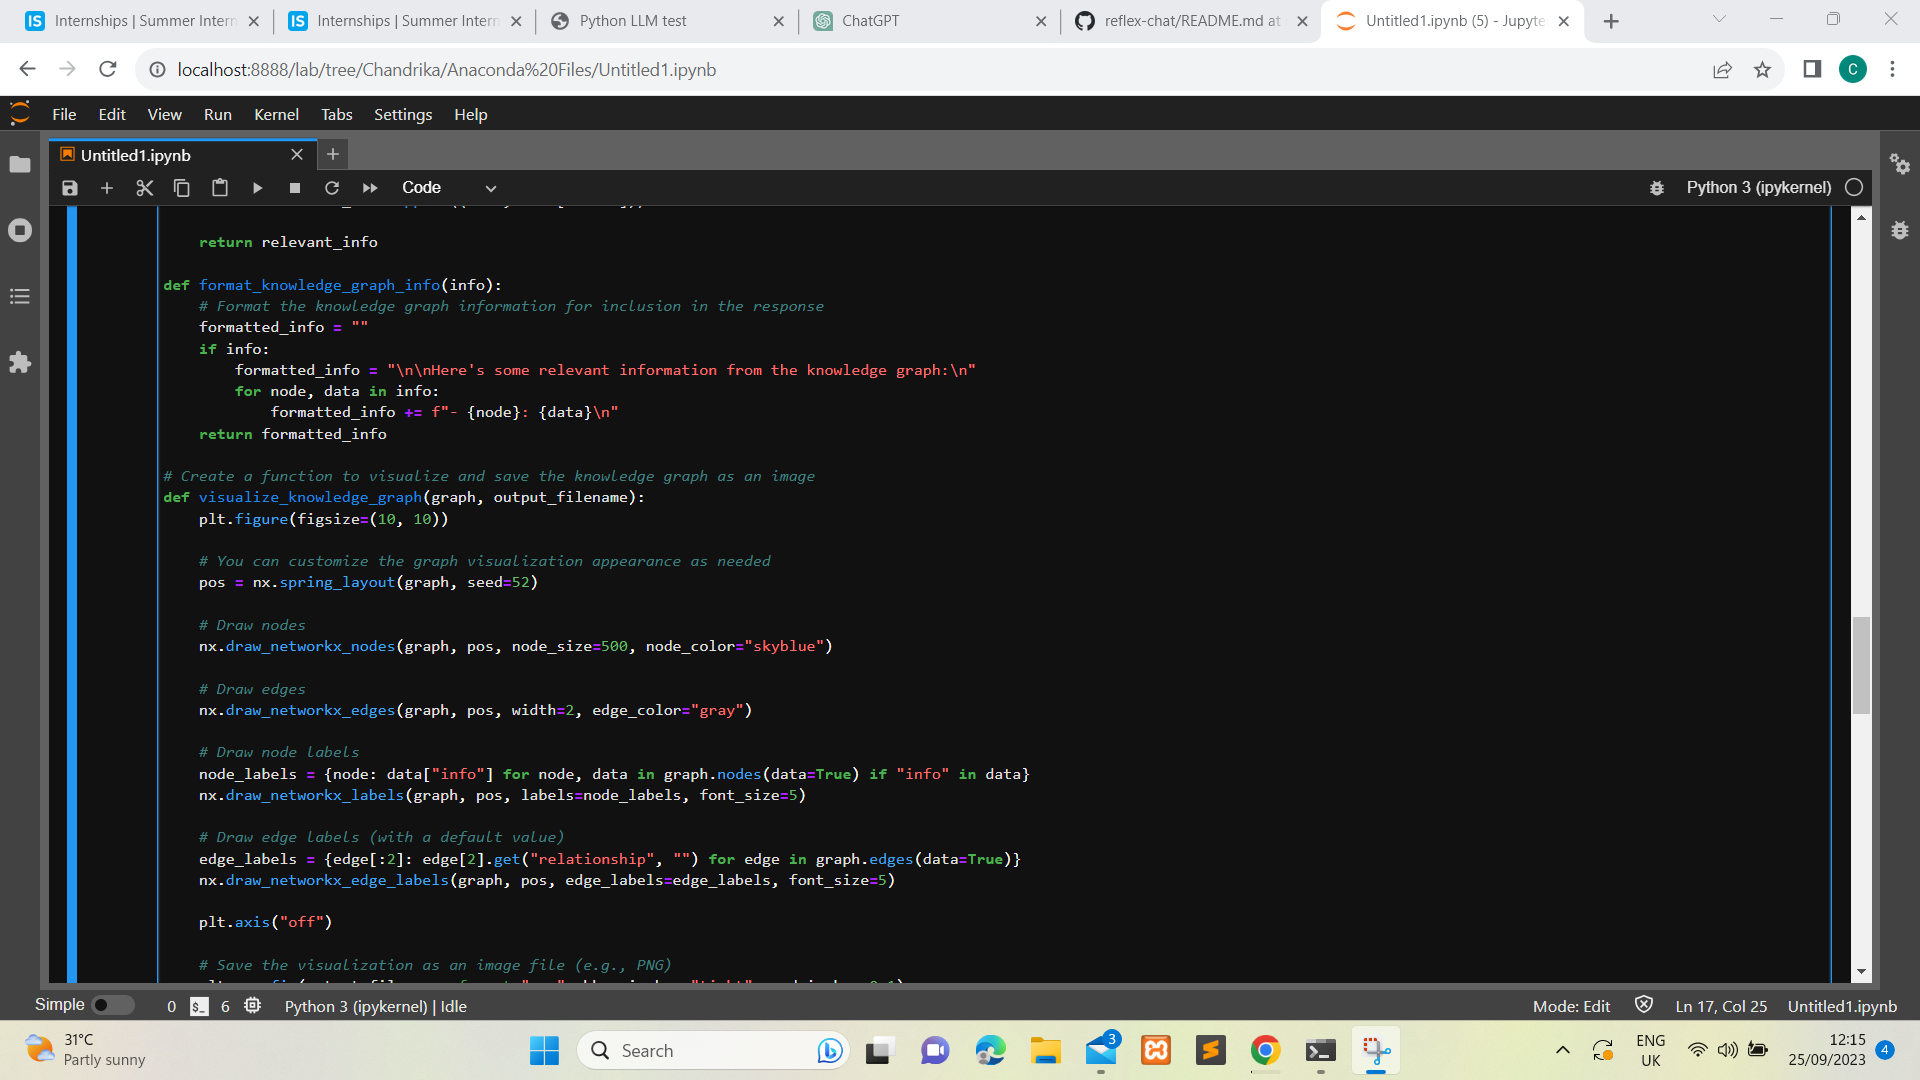 Internships | Summer Intern
Internships | Summer Intern
Python LLM test
ChatGPT
reflex-chat/README.md at
Untitled1.ipynb (5) - Jupyte
localhost:8888/lab/tree/Chandrika/Anaconda%20Files/Untitled1.ipynb
C
File Edit View Run Kernel Tabs Settings Help
Untitled1.ipynb
Code
Python 3 (ipykernel)
return relevant_info
def format_knowledge_graph_info(info):
# Format the knowledge graph information for inclusion in the response
formatted_info = ""
if info:
formatted_info = "\n\nHere's some relevant information from the knowledge graph:\n"
for node, data in info:
formatted_info += f"- {node}: {data}\n"
return formatted_info
# Create a function to visualize and save the knowledge graph as an image
def visualize_knowledge_graph(graph, output_filename):
plt.figure(figsize=(10, 10))
# You can customize the graph visualization appearance as needed
pos = nx.spring_layout(graph, seed=52)
# Draw nodes
nx.draw_networkx_nodes(graph, pos, node_size=500, node_color="skyblue")
# Draw edges
nx.draw_networkx_edges(graph, pos, width=2, edge_color="gray")
# Draw node labels
node_labels = {node: data["info"] for node, data in graph.nodes(data=True) if "info" in data}
nx.draw_networkx_labels(graph, pos, labels=node_labels, font_size=5)
# Draw edge labels (with a default value)
edge_labels = {edge[:2]: edge[2].get("relationship", "") for edge in graph.edges(data=True)}
nx.draw_networkx_edge_labels(graph, pos, edge_labels=edge_labels, font_size=5)
plt.axis("off")
# Save the visualization as an image file (e.g., PNG)
Simple 0 $_ 6 Python 3 (ipykernel) | Idle
Mode: Edit Ln 17, Col 25 Untitled1.ipynb
31°C
Partly sunny
Search
3
ENG
UK
12:15
25/09/2023
4